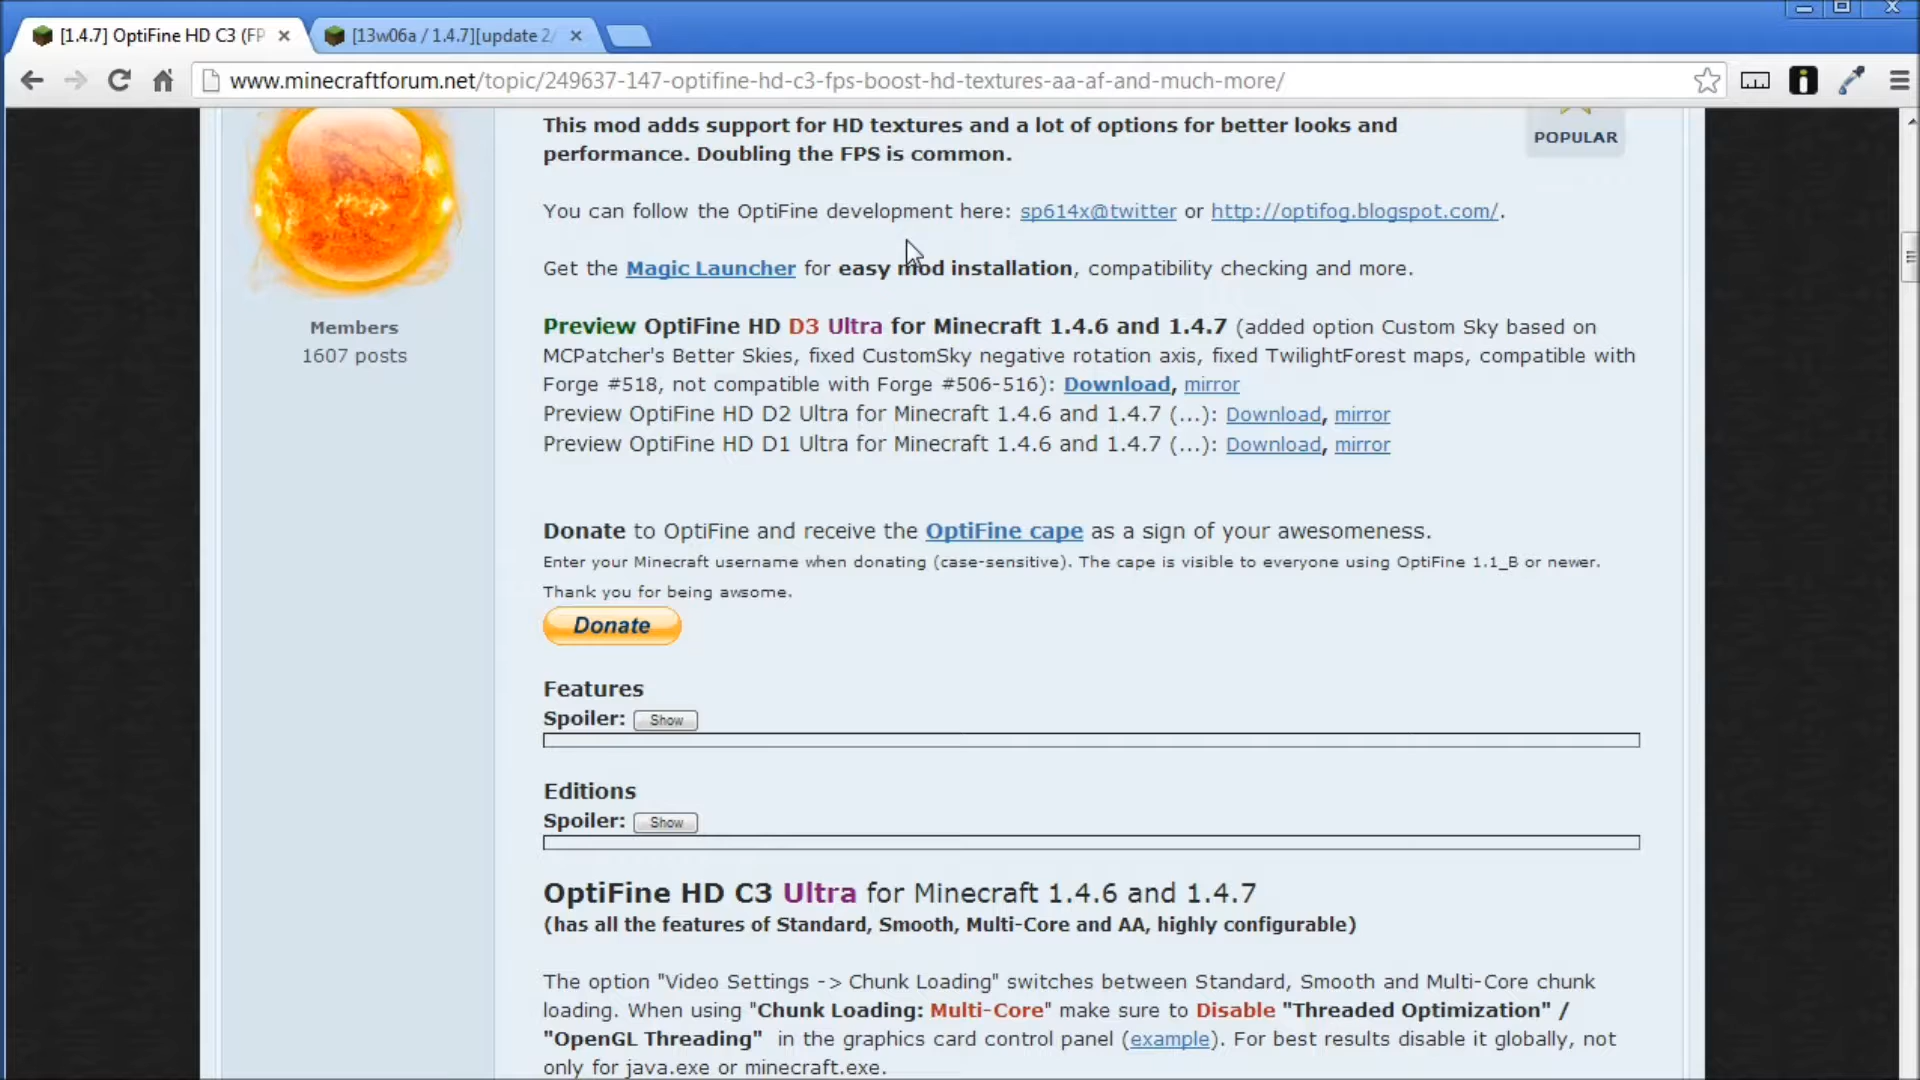 [1.4.7] OptiFine HD C3 (FP
[13w06a / 1.4.7][update 2/
www.minecraftforum.net/topic/249637-147-optifine-hd-c3-fps-boost-hd-textures-aa-af-and-much-more/
This mod adds support for HD textures and a lot of options for better looks and
performance. Doubling the FPS is common.
POPULAR
You can follow the OptiFine development here: sp614x@twitter or http://optifog.blogspot.com/.
Get the Magic Launcher for easy mod installation, compatibility checking and more.
Members
1607 posts
Preview OptiFine HD D3 Ultra for Minecraft 1.4.6 and 1.4.7 (added option Custom Sky based on
MCPatcher's Better Skies, fixed CustomSky negative rotation axis, fixed TwilightForest maps, compatible with
Forge #518, not compatible with Forge #506-516): Download, mirror
Preview OptiFine HD D2 Ultra for Minecraft 1.4.6 and 1.4.7 (...): Download, mirror
Preview OptiFine HD D1 Ultra for Minecraft 1.4.6 and 1.4.7 (...): Download, mirror
Donate to OptiFine and receive the OptiFine cape as a sign of your awesomeness.
Enter your Minecraft username when donating (case-sensitive). The cape is visible to everyone using OptiFine 1.1_B or newer.
Thank you for being awsome.
Donate
Features
Spoiler: Show
Editions
Spoiler: Show
OptiFine HD C3 Ultra for Minecraft 1.4.6 and 1.4.7
(has all the features of Standard, Smooth, Multi-Core and AA, highly configurable)
The option "Video Settings -> Chunk Loading" switches between Standard, Smooth and Multi-Core chunk
loading. When using "Chunk Loading: Multi-Core" make sure to Disable "Threaded Optimization" /
"OpenGL Threading" in the graphics card control panel (example). For best results disable it globally, not
only for java.exe or minecraft.exe.